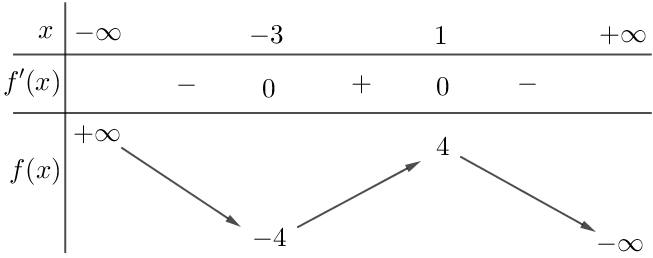 x −∞ −3 1 +∞
f′(x) − 0 + 0 −
+∞ 4
f(x)
−4 −∞